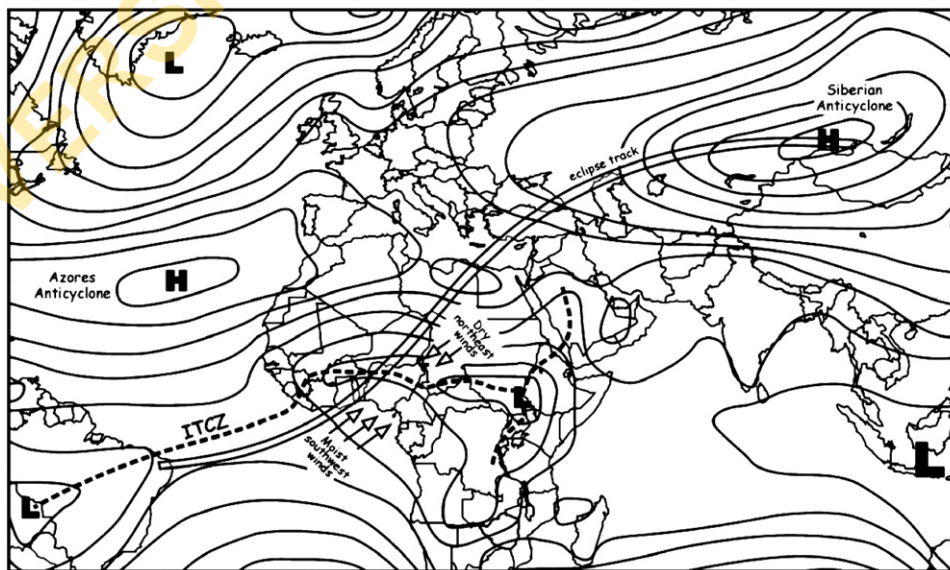 L
Siberian
Anticyclone
H
eclipse track
Azores
Anticyclone
H
Dry
northeast
winds
L
ITCZ
Moist
southwest
winds
L
L